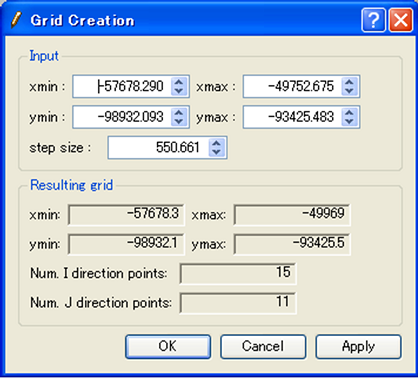 Grid Creation
Input
xmin : -57678.290 xmax : -49752.675
ymin : -98932.093 ymax : -93425.483
step size : 550.661
Resulting grid
xmin: -57678.3 xmax: -49969
ymin: -98932.1 ymax: -93425.5
Num. I direction points: 15
Num. J direction points: 11
OK Cancel Apply